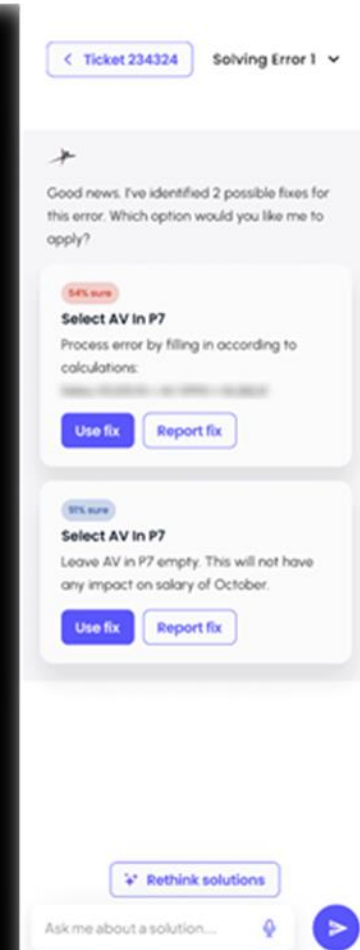 Ticket 234324
Solving Error 1
Good news. I've identified 2 possible fixes for
this error. Which option would you like me to
apply?
54% sure
Select AV In P7
Process error by filling in according to
calculations:
Use fix
Report fix
91% sure
Select AV In P7
Leave AV in P7 empty. This will not have
any impact on salary of October.
Use fix
Report fix
Rethink solutions
Ask me about a solution....